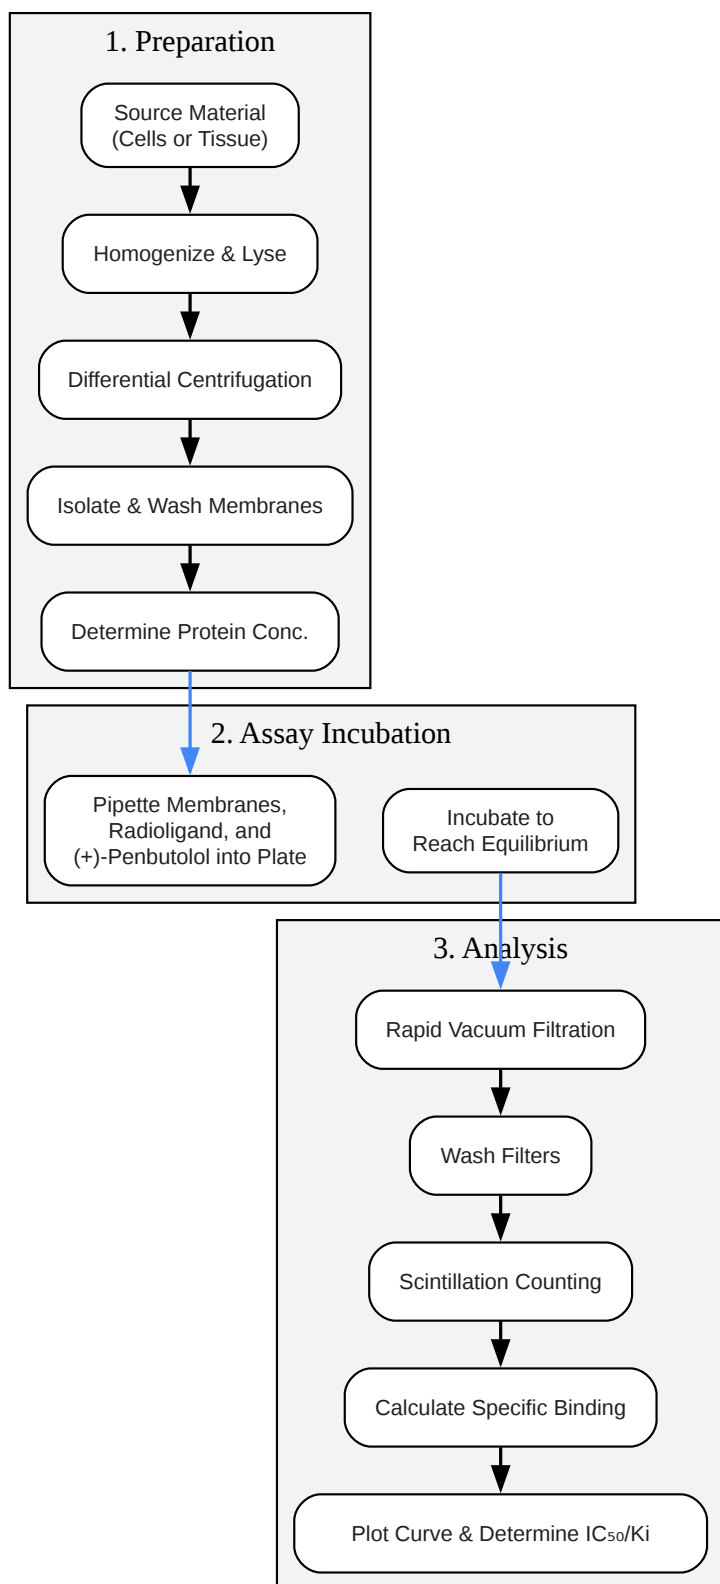 1. Preparation
Source Material
(Cells or Tissue)
Homogenize & Lyse
Differential Centrifugation
Isolate & Wash Membranes
Determine Protein Conc.
2. Assay Incubation
Pipette Membranes,
Radioligand, and
(+)-Penbutolol into Plate
Incubate to
Reach Equilibrium
3. Analysis
Rapid Vacuum Filtration
Wash Filters
Scintillation Counting
Calculate Specific Binding
Plot Curve & Determine IC₅₀/Ki